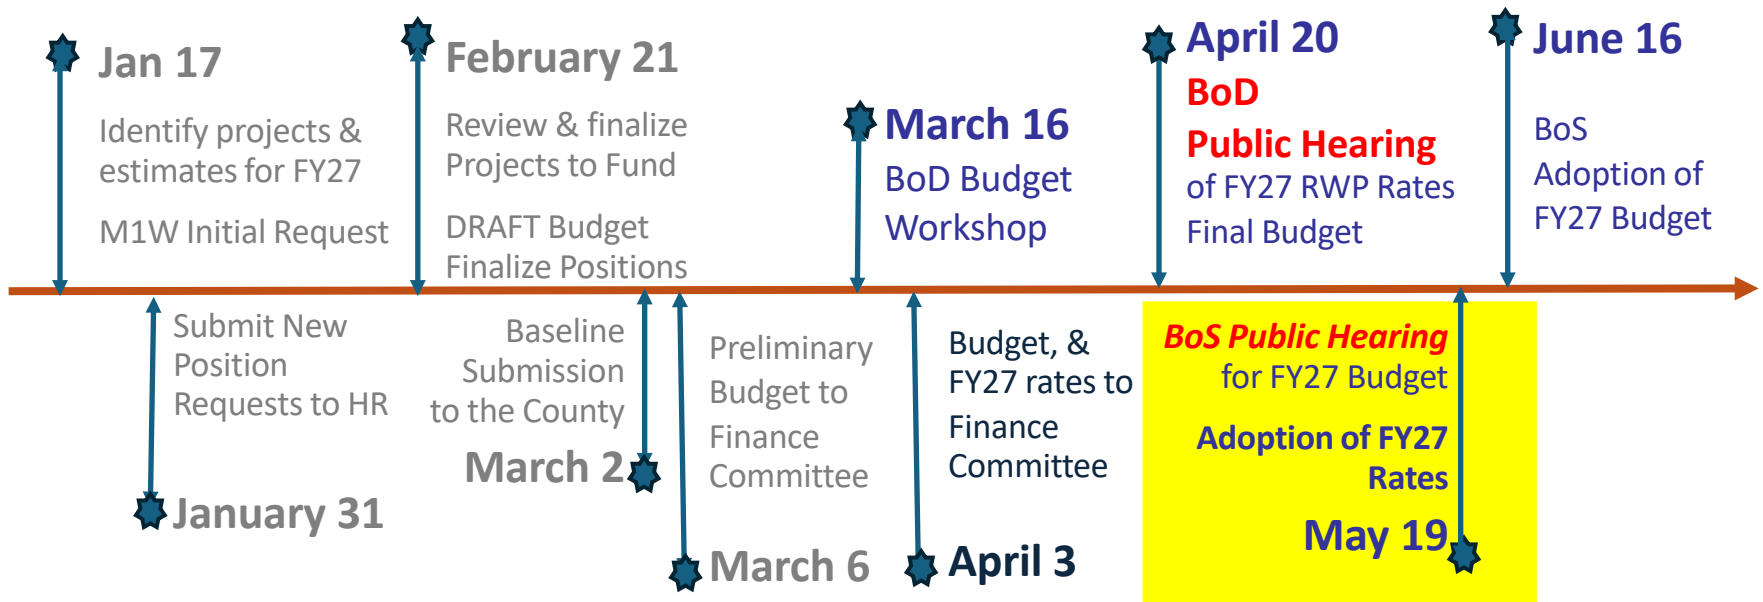 Jan 17
Identify projects &
estimates for FY27
M1W Initial Request
February 21
Review & finalize
Projects to Fund
DRAFT Budget
Finalize Positions
March 16
BoD Budget
Workshop
April 20
BoD
Public Hearing
of FY27 RWP Rates
Final Budget
June 16
BoS
Adoption of
FY27 Budget
Submit New
Position
Requests to HR
January 31
Baseline
Submission
to the County
March 2
Preliminary
Budget to
Finance
Committee
March 6
Budget, &
FY27 rates to
Finance
Committee
April 3
BoS Public Hearing
for FY27 Budget
Adoption of FY27
Rates
May 19